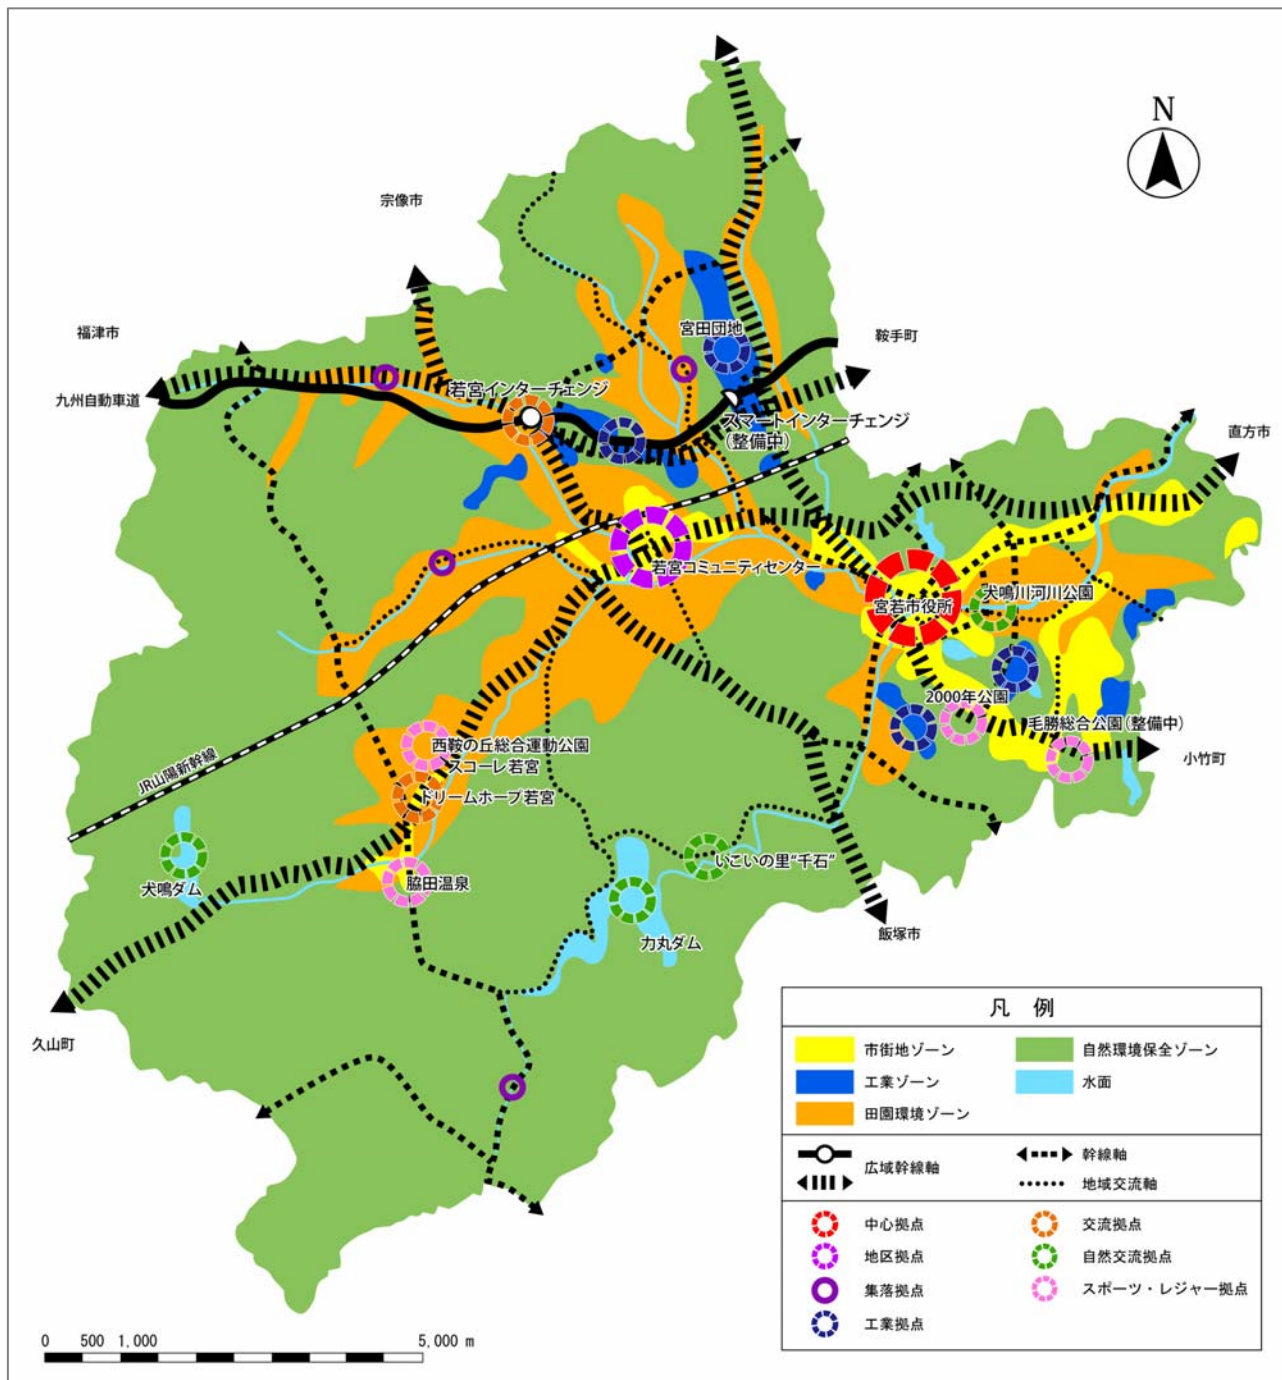 N
宗像市
福津市
九州自動車道
宮田団地
鞍手町
若宮インターチェンジ
スマートインターチェンジ
(整備中)
直方市
若宮コミュニティセンター
宮若市役所
犬鳴川河川公園
2000年公園
毛勝総合公園(整備中)
小竹町
西鞍の丘総合運動公園
スコーレ若宮
JR山陽新幹線
ドリームホープ若宮
犬鳴ダム
脇田温泉
いこいの里"千石"
力丸ダム
飯塚市
久山町
凡 例
市街地ゾーン
自然環境保全ゾーン
工業ゾーン
水面
田園環境ゾーン
広域幹線軸
幹線軸
地域交流軸
中心拠点
交流拠点
地区拠点
自然交流拠点
集落拠点
スポーツ・レジャー拠点
工業拠点
0 500 1,000 5,000 m